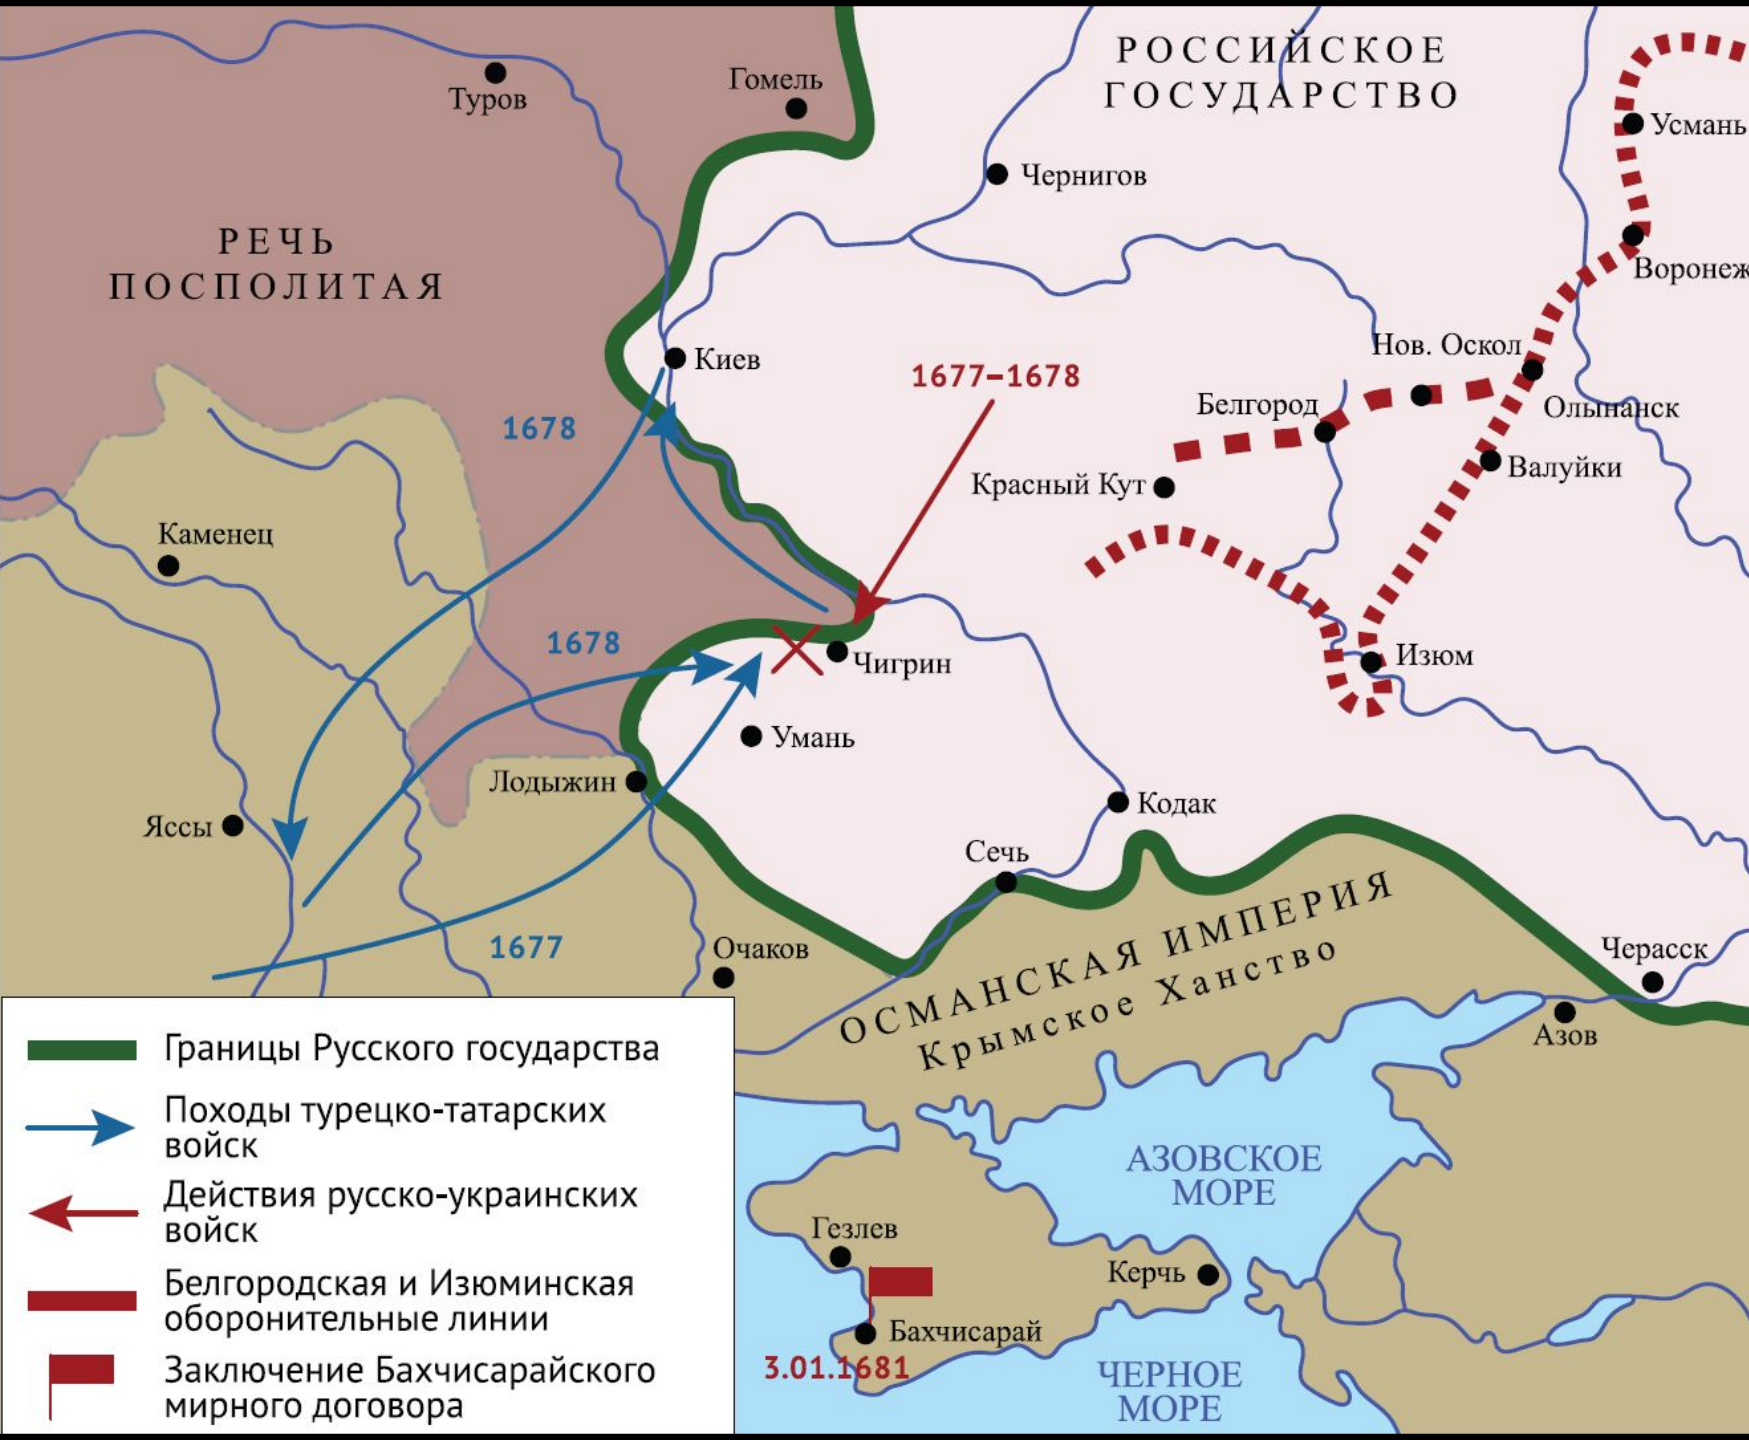 РОССИЙСКОЕ
ГОСУДАРСТВО
Туров
Гомель
Усмань
Чернигов
РЕЧЬ
ПОСПОЛИТАЯ
Воронеж
Киев
1677–1678
Нов. Оскол
Белгород
Олынанск
1678
Валуйки
Красный Кут
Каменец
1678
Чигрин
Изюм
Умань
Лодыжин
Кодак
Яссы
Сечь
1677
Очаков
ОСМАНСКАЯ ИМПЕРИЯ
Крымское Ханство
Черасск
Азов
АЗОВСКОЕ
МОРЕ
Гезлев
Керчь
Бахчисарай
3.01.1681
ЧЕРНОЕ
МОРЕ
Границы Русского государства
Походы турецко-татарских
войск
Действия русско-украинских
войск
Белгородская и Изюминская
оборонительные линии
Заключение Бахчисарайского
мирного договора